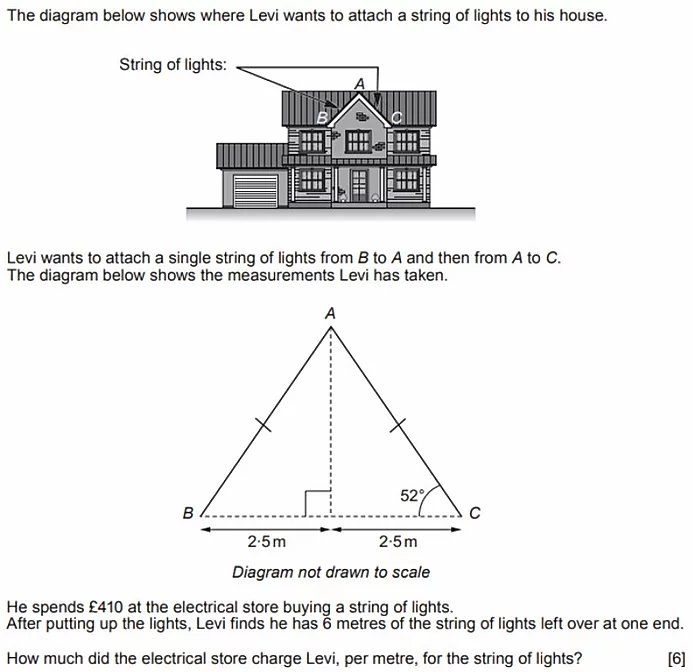 The diagram below shows where Levi wants to attach a string of lights to his house.
String of lights:
A
B
C
Levi wants to attach a single string of lights from B to A and then from A to C.
The diagram below shows the measurements Levi has taken.
A
52°
B
C
2·5 m
2·5 m
Diagram not drawn to scale
He spends £410 at the electrical store buying a string of lights.
After putting up the lights, Levi finds he has 6 metres of the string of lights left over at one end.
How much did the electrical store charge Levi, per metre, for the string of lights? [6]